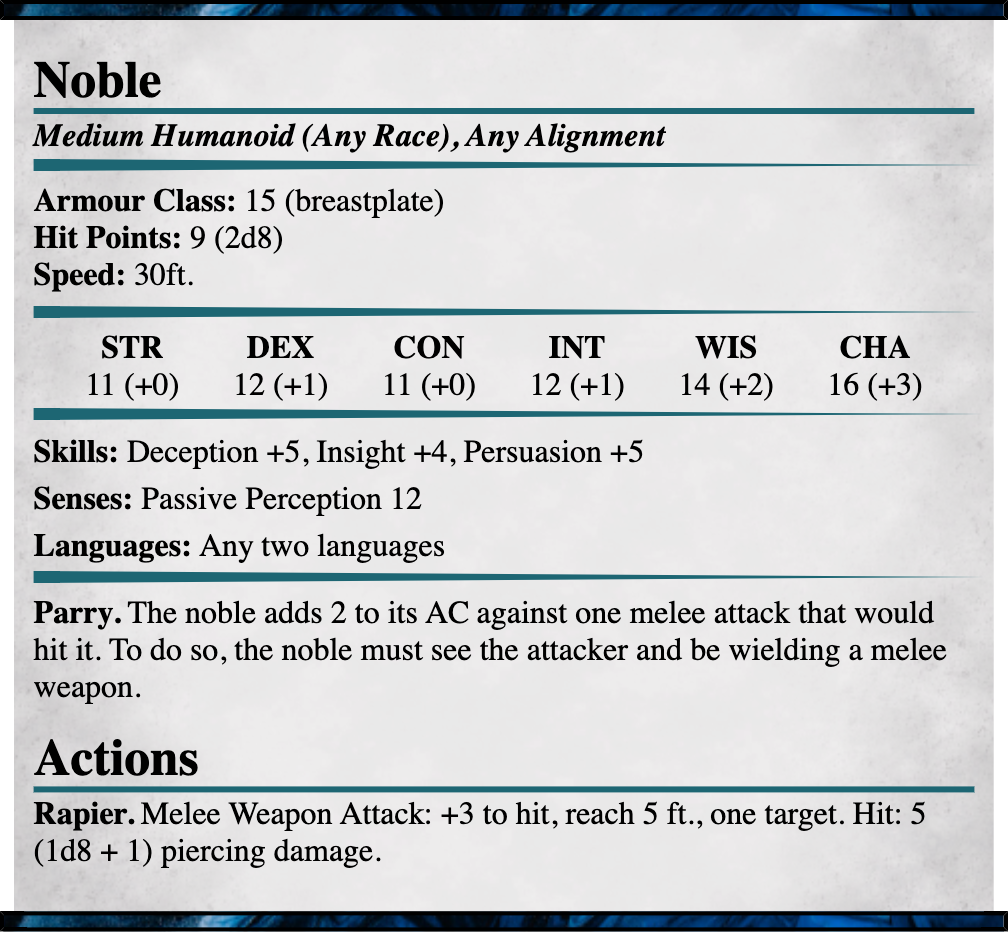 Noble
Medium Humanoid (Any Race), Any Alignment
Armour Class: 15 (breastplate)
Hit Points: 9 (2d8)
Speed: 30ft.
STR DEX CON INT WIS CHA
11 (+0) 12 (+1) 11 (+0) 12 (+1) 14 (+2) 16 (+3)
Skills: Deception +5, Insight +4, Persuasion +5
Senses: Passive Perception 12
Languages: Any two languages
Parry. The noble adds 2 to its AC against one melee attack that would
hit it. To do so, the noble must see the attacker and be wielding a melee
weapon.
Actions
Rapier. Melee Weapon Attack: +3 to hit, reach 5 ft., one target. Hit: 5
(1d8 + 1) piercing damage.